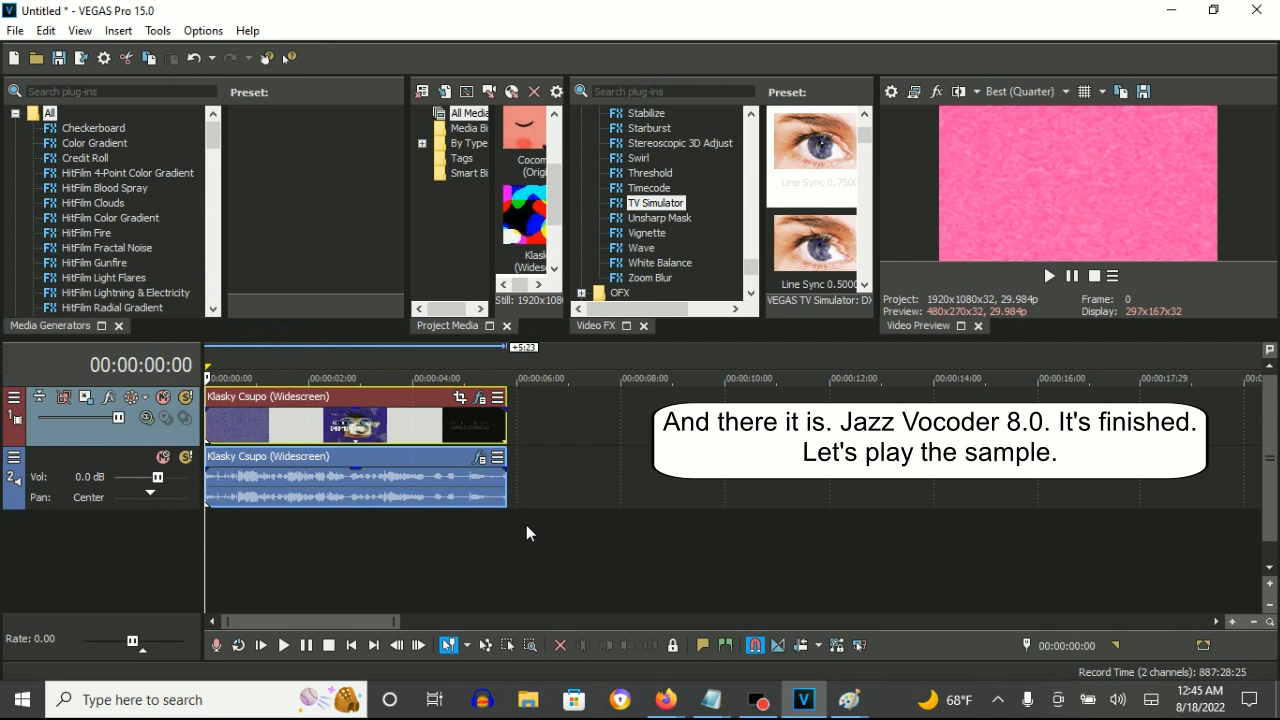 Untitled * - VEGAS Pro 15.0
File Edit View Insert Tools Options Help
Search plug-ins
Preset:
All
Checkerboard
Color Gradient
Credit Roll
HitFilm 4-Point Color Gradient
HitFilm Blood Spray
HitFilm Clouds
HitFilm Color Gradient
HitFilm Fire
HitFilm Fractal Noise
HitFilm Gunfire
HitFilm Light Flares
HitFilm Lightning & Electricity
HitFilm Radial Gradient
Media Generators
All Media
Media Bi
By Type
Tags
Smart Bi
Cocom
(Origi
Klask
(Wides
Still: 1920x108
Project Media
Search plug-ins
Preset:
Stabilize
Starburst
Stereoscopic 3D Adjust
Swirl
Threshold
Timecode
TV Simulator
Unsharp Mask
Vignette
Wave
White Balance
Zoom Blur
OFX
Line Sync 0.7500
Line Sync 0.5000
VEGAS TV Simulator: DX
Video FX
Best (Quarter)
Project: 1920x1080x32, 29.984p
Frame: 0
Preview: 480x270x32, 29.984p
Display: 297x167x32
Video Preview
00:00:00:00
+5:23
0:00:00:00 00:00:02:00 00:00:04:00 00:00:06:00 00:00:08:00 00:00:10:00 00:00:12:00 00:00:14:00 00:00:16:00 00:00:17:29
1
Klasky Csupo (Widescreen)
2
Klasky Csupo (Widescreen)
Vol: 0.0 dB
Pan: Center
And there it is. Jazz Vocoder 8.0. It's finished.
Let's play the sample.
Rate: 0.00
00:00:00:00
Record Time (2 channels): 887:28:25
Type here to search
68°F
12:45 AM
8/18/2022